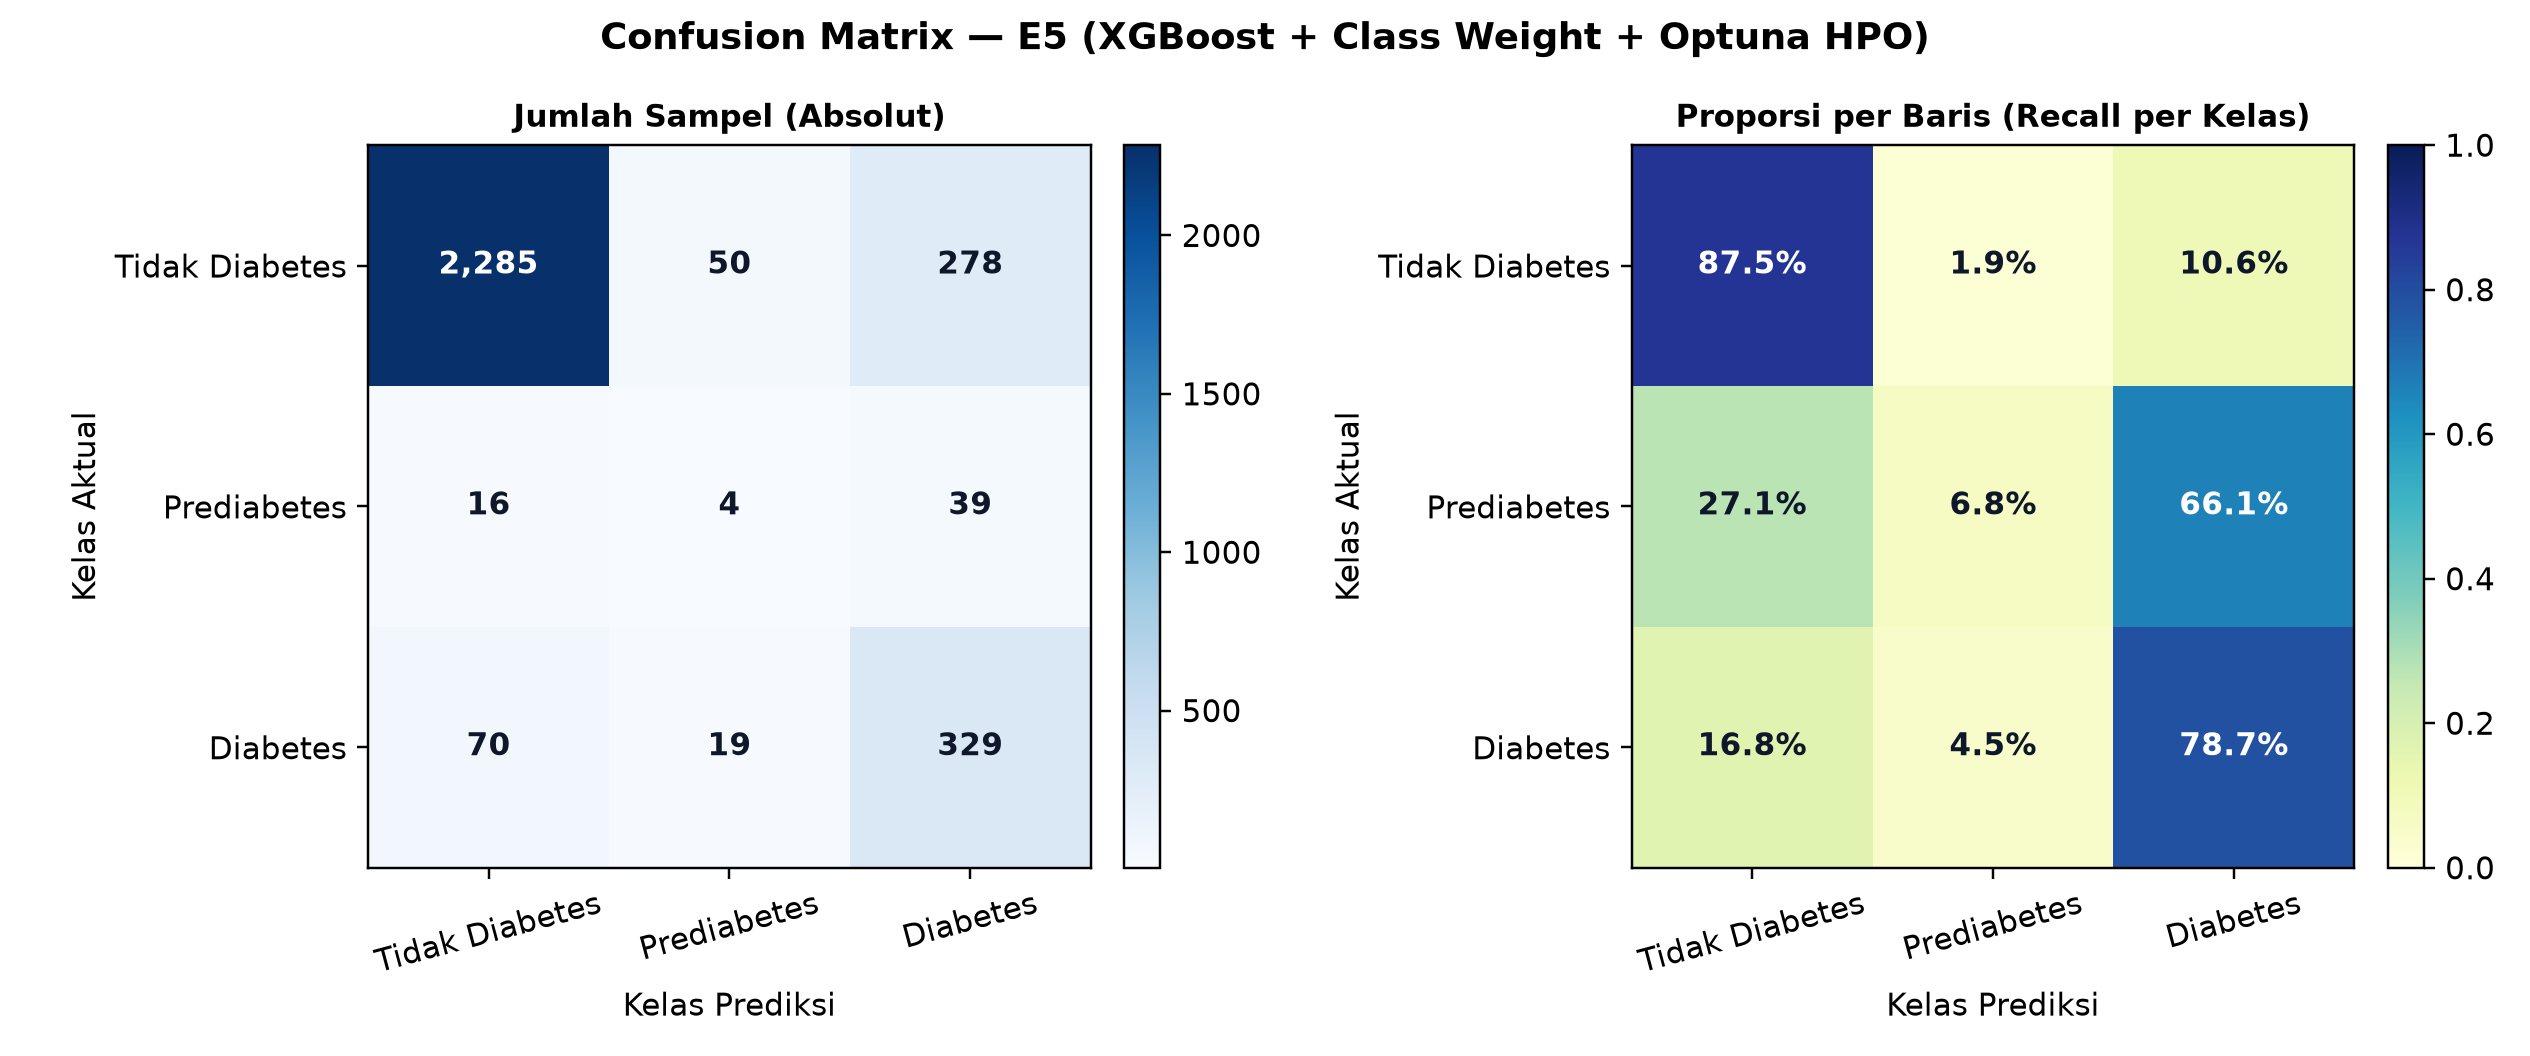 Confusion Matrix — E5 (XGBoost + Class Weight + Optuna HPO)
Jumlah Sampel (Absolut)
Kelas Aktual
Tidak Diabetes
Prediabetes
Diabetes
2,285 50 278
16 4 39
70 19 329
Tidak Diabetes Prediabetes Diabetes
Kelas Prediksi
2000
1500
1000
500
Proporsi per Baris (Recall per Kelas)
Kelas Aktual
Tidak Diabetes
Prediabetes
Diabetes
87.5% 1.9% 10.6%
27.1% 6.8% 66.1%
16.8% 4.5% 78.7%
Tidak Diabetes Prediabetes Diabetes
Kelas Prediksi
1.0
0.8
0.6
0.4
0.2
0.0